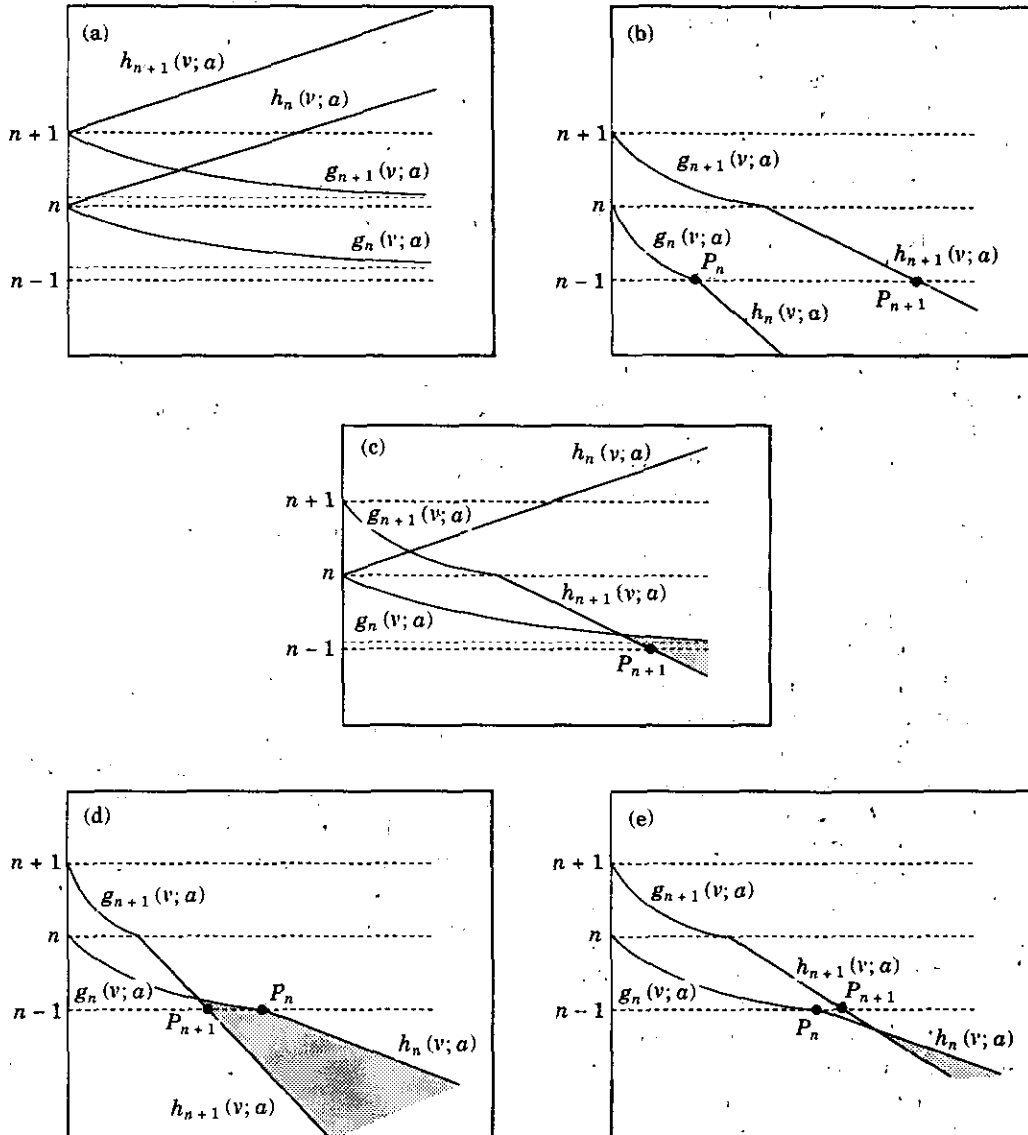 (a)
h_{n+1}(ν; a)
h_n(ν; a)
n + 1
g_{n+1}(ν; a)
n
g_n(ν; a)
n − 1
(b)
n + 1
g_{n+1}(ν; a)
n
g_n(ν; a)
P_n
h_{n+1}(ν; a)
n − 1
P_{n+1}
h_n(ν; a)
(c)
h_n(ν; a)
n + 1
g_{n+1}(ν; a)
n
h_{n+1}(ν; a)
g_n(ν; a)
n − 1
P_{n+1}
(d)
n + 1
g_{n+1}(ν; a)
n
g_n(ν; a)
P_n
n − 1
P_{n+1}
h_n(ν; a)
h_{n+1}(ν; a)
(e)
n + 1
g_{n+1}(ν; a)
n
h_{n+1}(ν; a)
g_n(ν; a)
P_{n+1}
n − 1
P_n
h_n(ν; a)